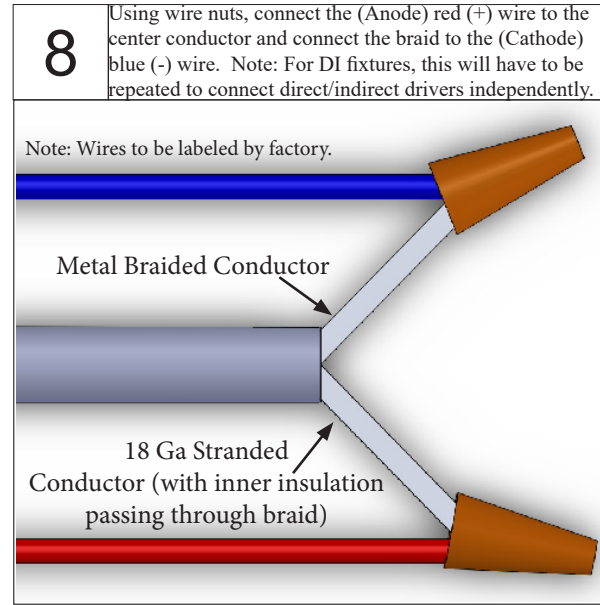 8
Using wire nuts, connect the (Anode) red (+) wire to the
center conductor and connect the braid to the (Cathode)
blue (-) wire.  Note: For DI fixtures, this will have to be
repeated to connect direct/indirect drivers independently.
Note: Wires to be labeled by factory.
Metal Braided Conductor
18 Ga Stranded
Conductor (with inner insulation
passing through braid)